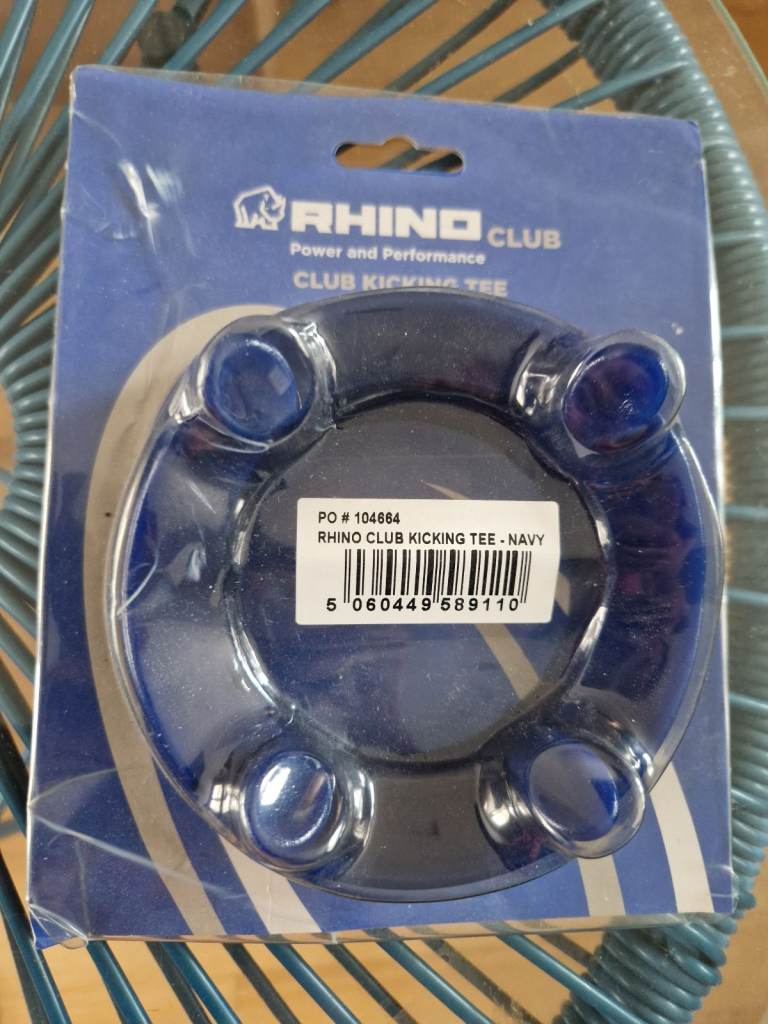 RHINO CLUB
Power and Performance
CLUB KICKING TEE
PO # 104664
RHINO CLUB KICKING TEE - NAVY
5 060449 589110